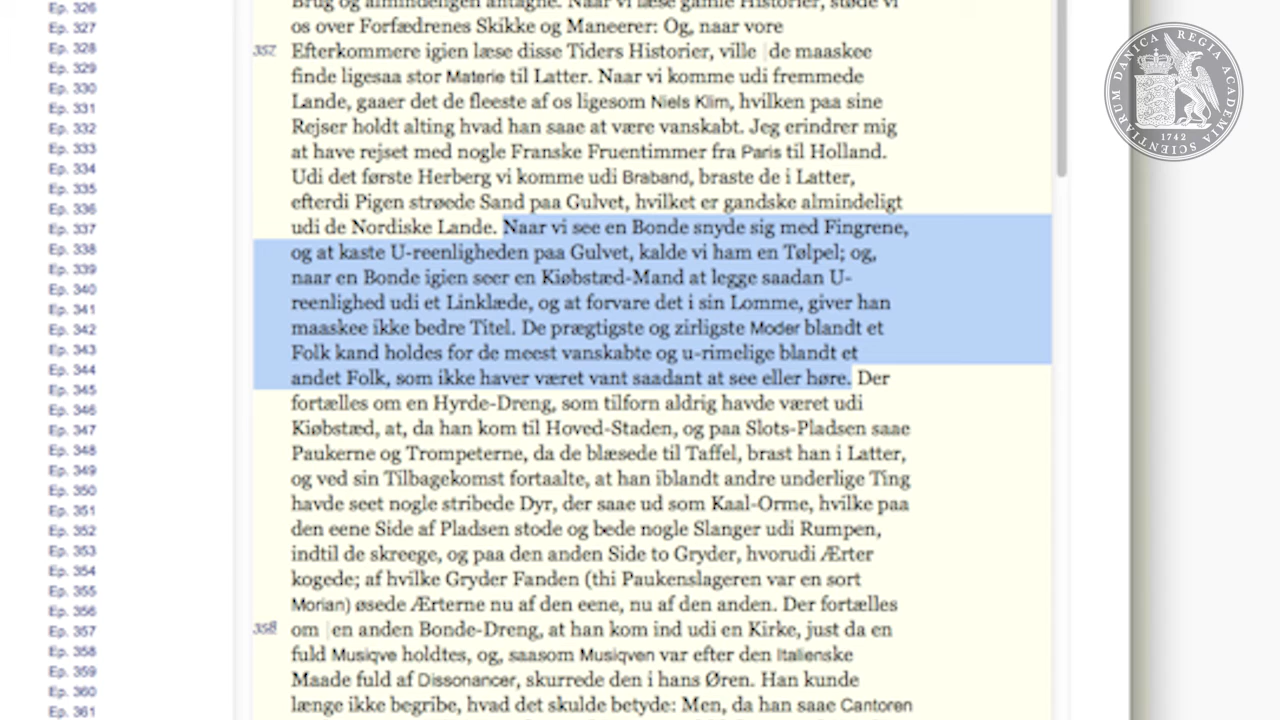 Ep. 326
Ep. 327
Ep. 328
Ep. 329
Ep. 330
Ep. 331
Ep. 332
Ep. 333
Ep. 334
Ep. 335
Ep. 336
Ep. 337
Ep. 338
Ep. 339
Ep. 340
Ep. 341
Ep. 342
Ep. 343
Ep. 344
Ep. 345
Ep. 346
Ep. 347
Ep. 348
Ep. 349
Ep. 350
Ep. 351
Ep. 352
Ep. 353
Ep. 354
Ep. 355
Ep. 356
Ep. 357
Ep. 358
Ep. 359
Ep. 360
Ep. 361
Brug og almindeligen antagne. Naar vi læse gamle Historier, støde vi
os over Forfædrenes Skikke og Maneerer: Og, naar vore
357 Efterkommere igien læse disse Tiders Historier, ville |de maaskee
finde ligesaa stor Materie til Latter. Naar vi komme udi fremmede
Lande, gaaer det de fleeste af os ligesom Niels Klim, hvilken paa sine
Rejser holdt alting hvad han saae at være vanskabt. Jeg erindrer mig
at have rejset med nogle Franske Fruentimmer fra Paris til Holland.
Udi det første Herberg vi komme udi Braband, braste de i Latter,
efterdi Pigen strøede Sand paa Gulvet, hvilket er gandske almindeligt
udi de Nordiske Lande. Naar vi see en Bonde snyde sig med Fingrene,
og at kaste U-reenligheden paa Gulvet, kalde vi ham en Tølpel; og,
naar en Bonde igien seer en Kiøbstæd-Mand at legge saadan U-
reenlighed udi et Linklæde, og at forvare det i sin Lomme, giver han
maaskee ikke bedre Titel. De prægtigste og zirligste Moder blandt et
Folk kand holdes for de meest vanskabte og u-rimelige blandt et
andet Folk, som ikke haver været vant saadant at see eller høre. Der
fortælles om en Hyrde-Dreng, som tilforn aldrig havde været udi
Kiøbstæd, at, da han kom til Hoved-Staden, og paa Slots-Pladsen saae
Paukerne og Trompeterne, da de blæsede til Taffel, brast han i Latter,
og ved sin Tilbagekomst fortaalte, at han iblandt andre underlige Ting
havde seet nogle stribede Dyr, der saae ud som Kaal-Orme, hvilke paa
den eene Side af Pladsen stode og bede nogle Slanger udi Rumpen,
indtil de skreege, og paa den anden Side to Gryder, hvorudi Ærter
kogede; af hvilke Gryder Fanden (thi Paukenslageren var en sort
Morian) øsede Ærterne nu af den eene, nu af den anden. Der fortælles
358 om |en anden Bonde-Dreng, at han kom ind udi en Kirke, just da en
fuld Musiqve holdtes, og, saasom Musiqven var efter den Italienske
Maade fuld af Dissonancer, skurrede den i hans Øren. Han kunde
længe ikke begribe, hvad det skulde betyde: Men, da han saae Cantoren
REGIA ACADEMIA SCIENTIARUM DANICA
1742